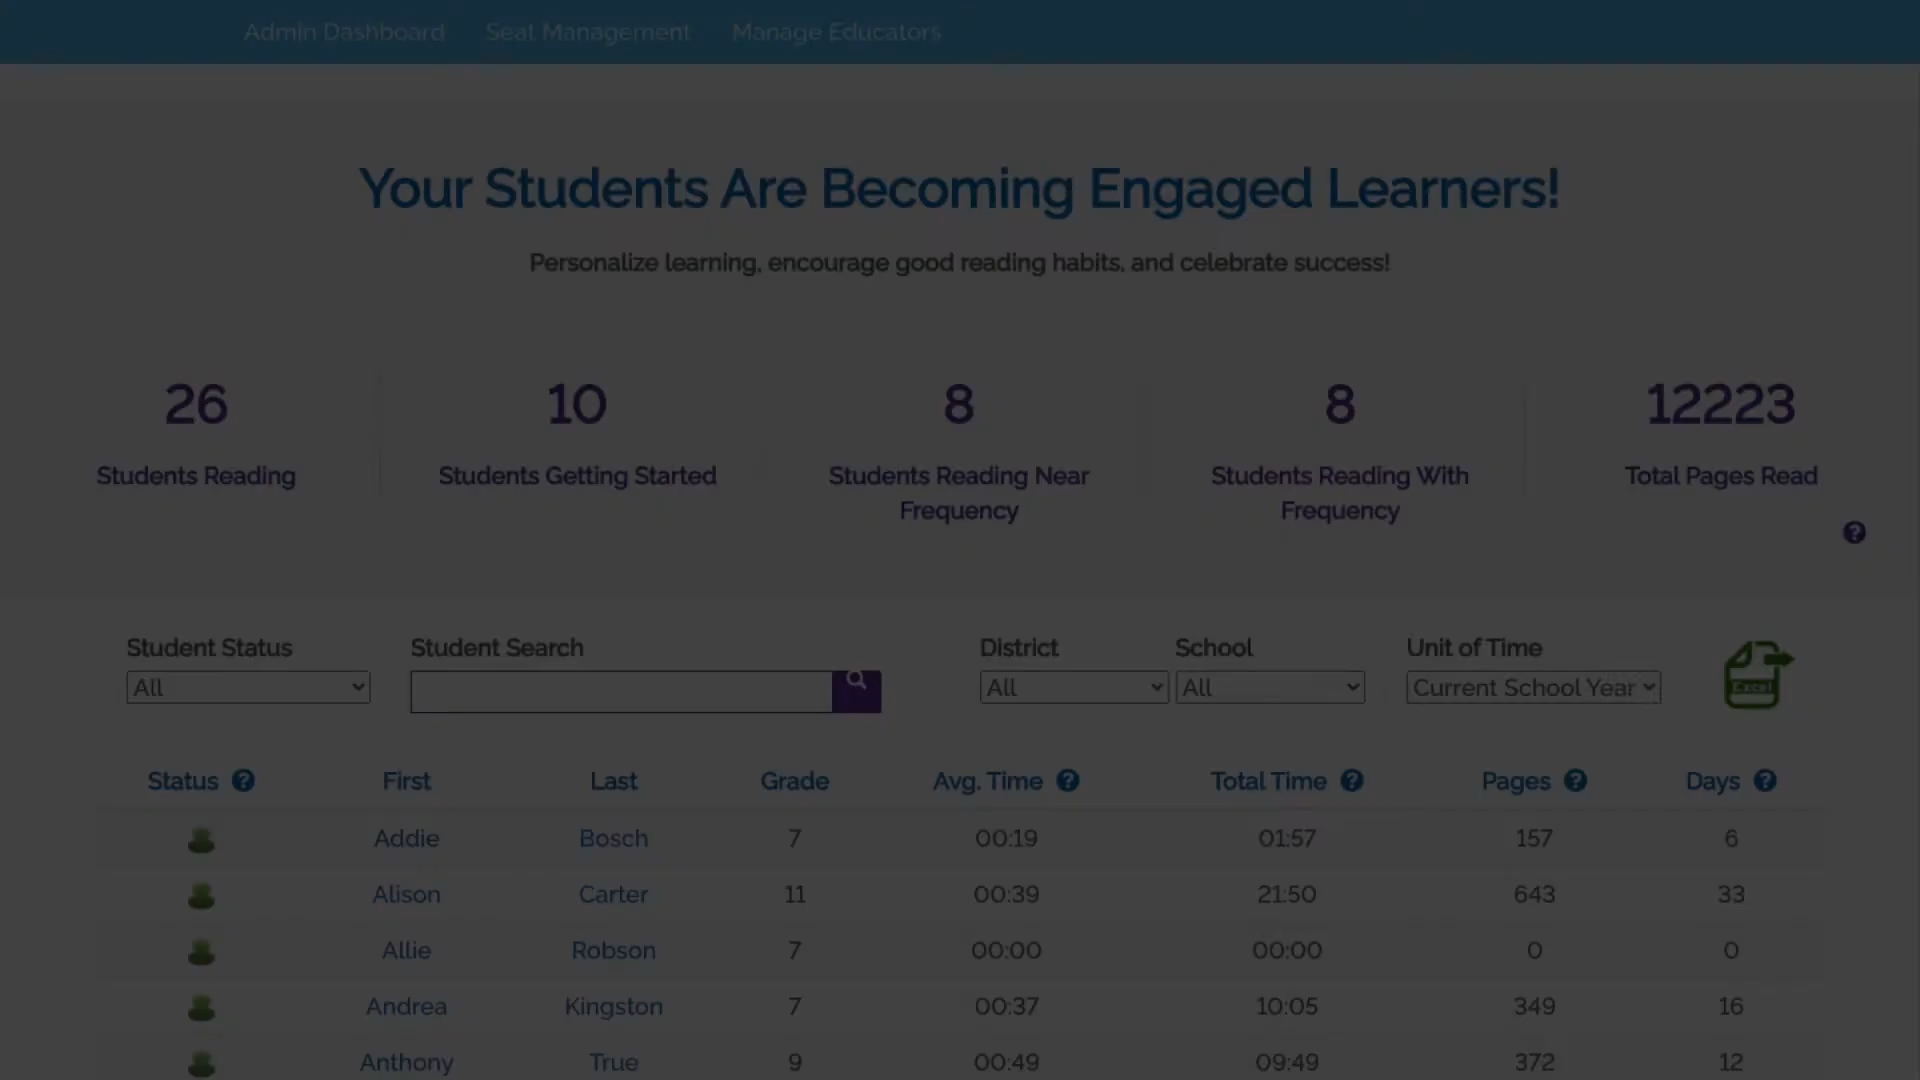 Admin Dashboard Seat Management Manage Educators
Your Students Are Becoming Engaged Learners!
Personalize learning, encourage good reading habits, and celebrate success!
26 10 8 8 12223
Students Reading Students Getting Started Students Reading Near Students Reading With Total Pages Read
Frequency Frequency
?
Student Status Student Search District School Unit of Time
All All All Current School Year
Excel
Status ? First Last Grade Avg. Time ? Total Time ? Pages ? Days ?
Addie Bosch 7 00:19 01:57 157 6
Alison Carter 11 00:39 21:50 643 33
Allie Robson 7 00:00 00:00 0 0
Andrea Kingston 7 00:37 10:05 349 16
Anthony True 9 00:49 09:49 372 12